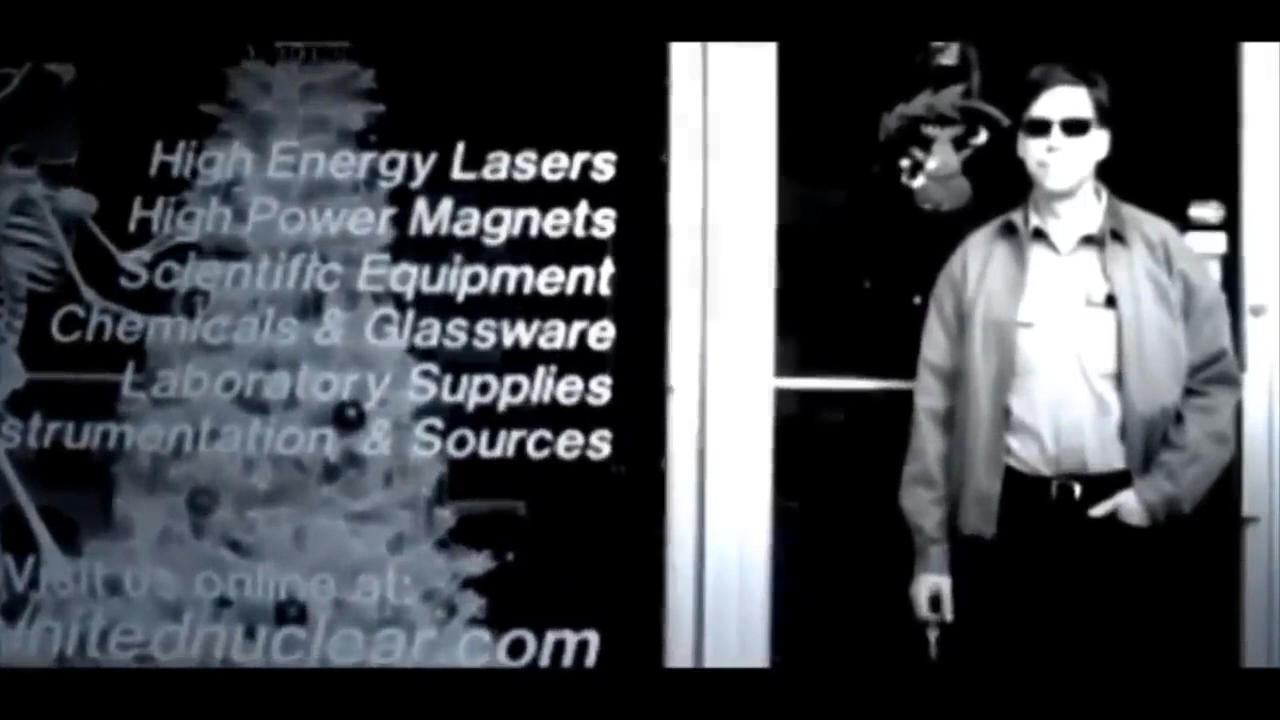 High Energy Lasers
High Power Magnets
Scientific Equipment
Chemicals & Glassware
Laboratory Supplies
strumentation & Sources
Visit us online at:
unitednuclear.com